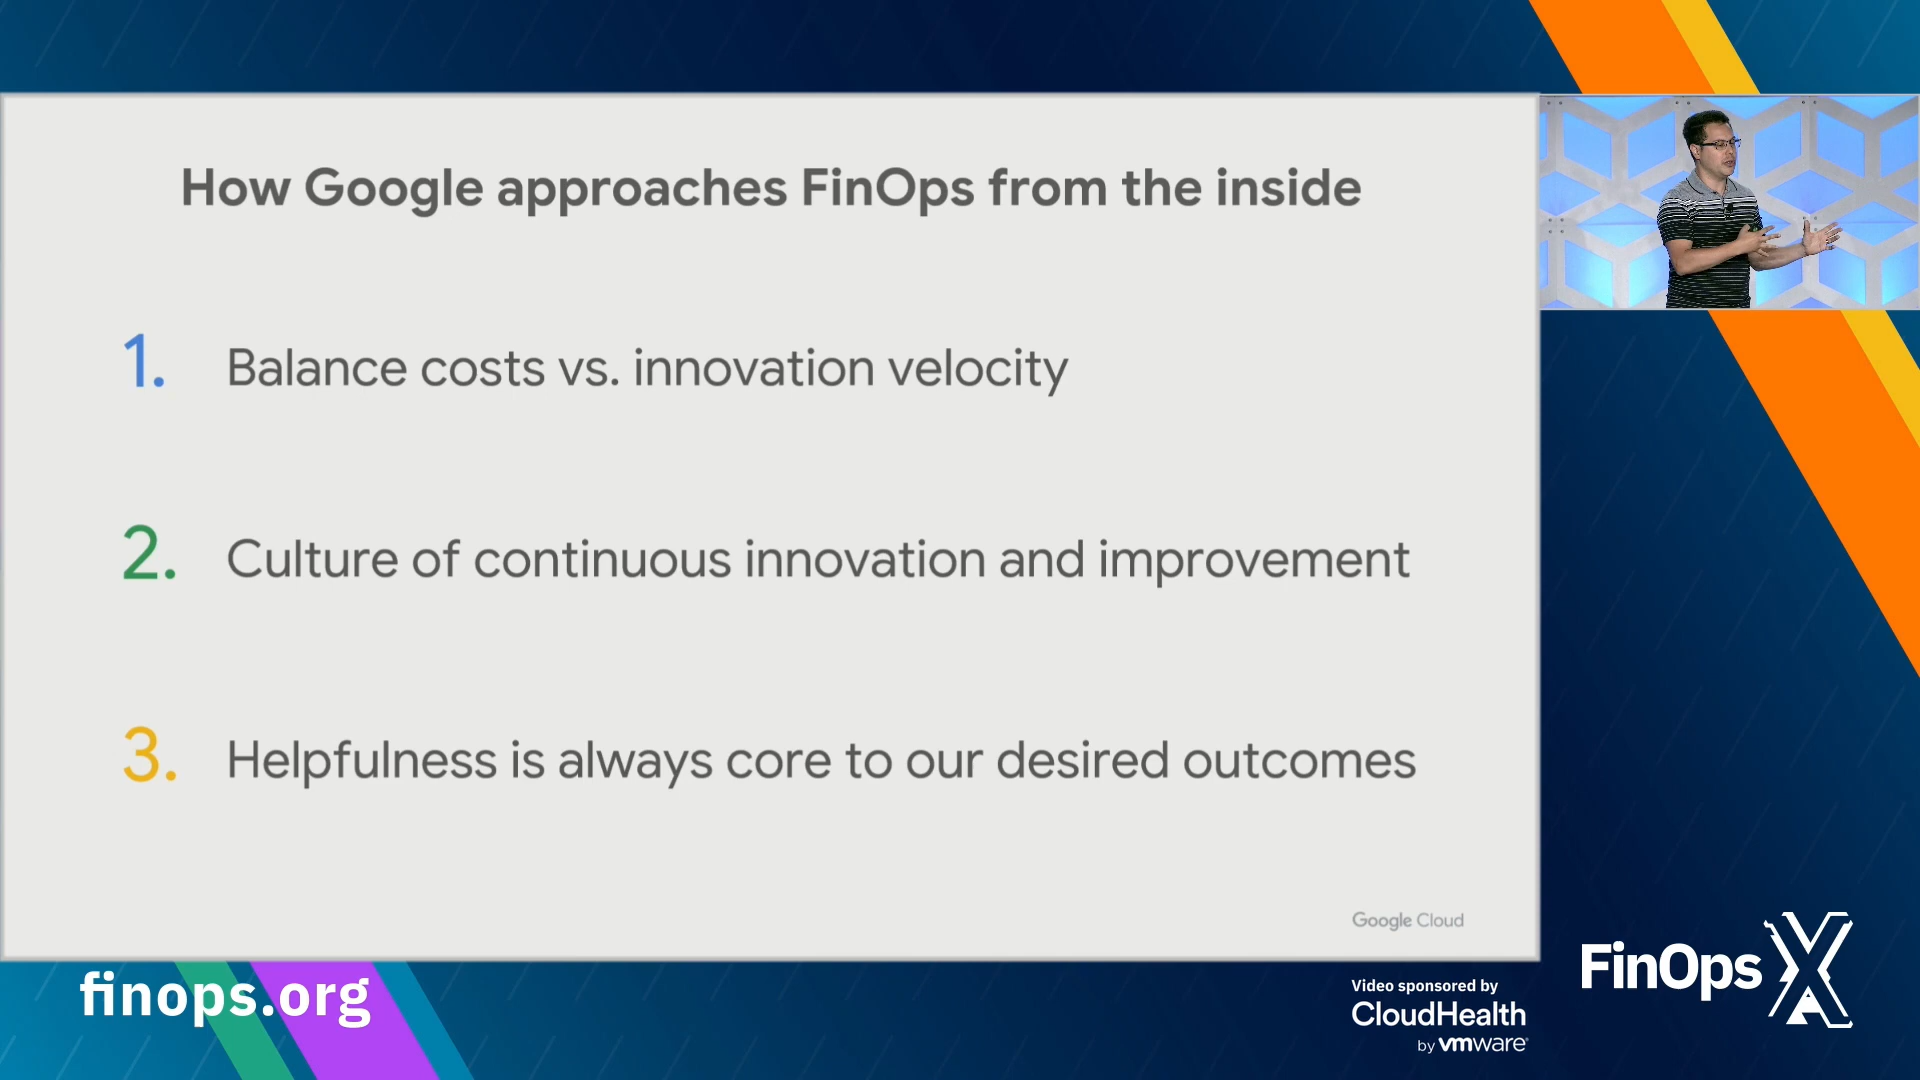 How Google approaches FinOps from the inside
1. Balance costs vs. innovation velocity
2. Culture of continuous innovation and improvement
3. Helpfulness is always core to our desired outcomes
Google Cloud
finops.org
Video sponsored by
CloudHealth
by vmware
FinOps X